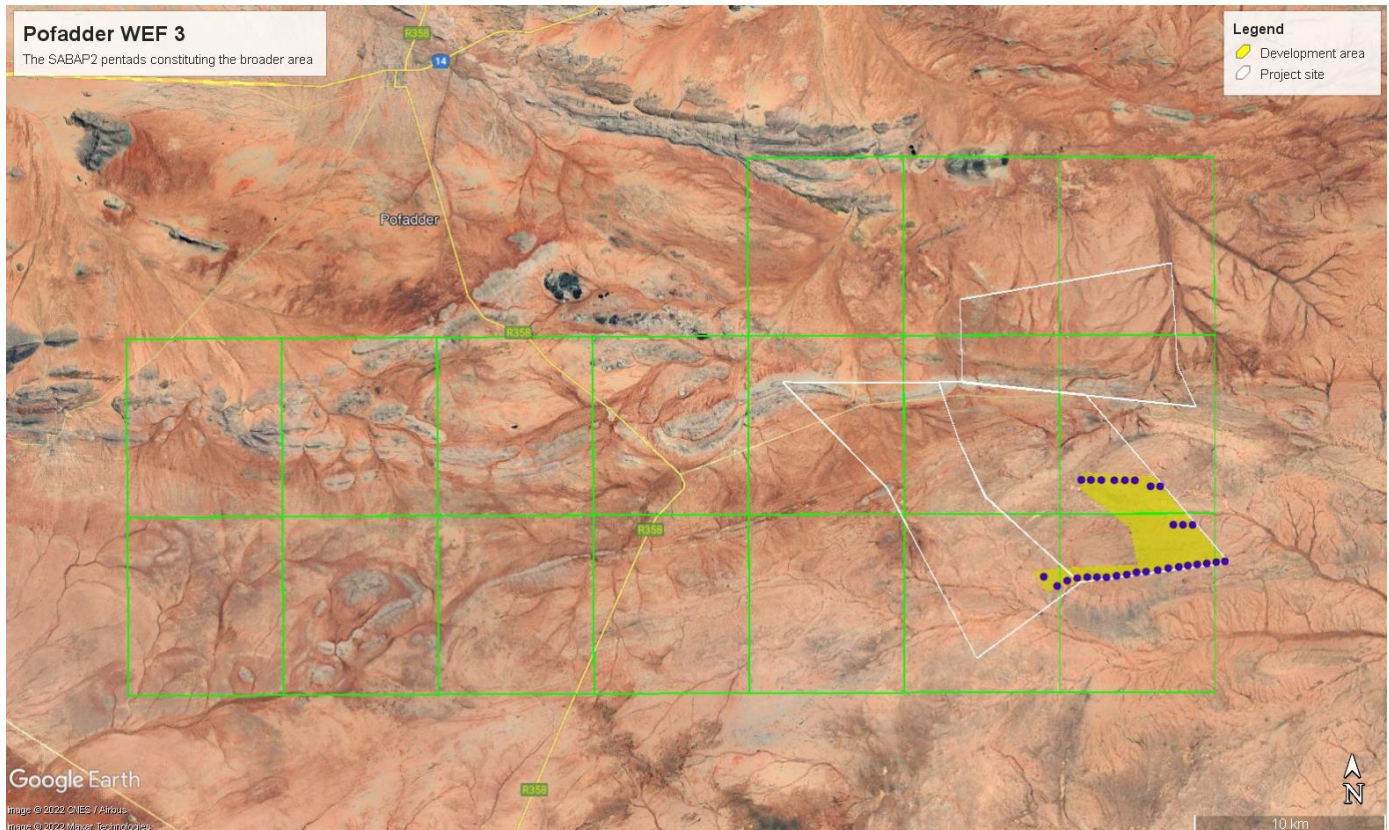 Pofadder WEF 3
The SABAP2 pentads constituting the broader area
R358
14
Legend
Development area
Project site
Pofadder
R358
R358
R358
Google Earth
Image © 2022 CNES / Airbus
Image © 2022 Maxar Technologies
N
10 km